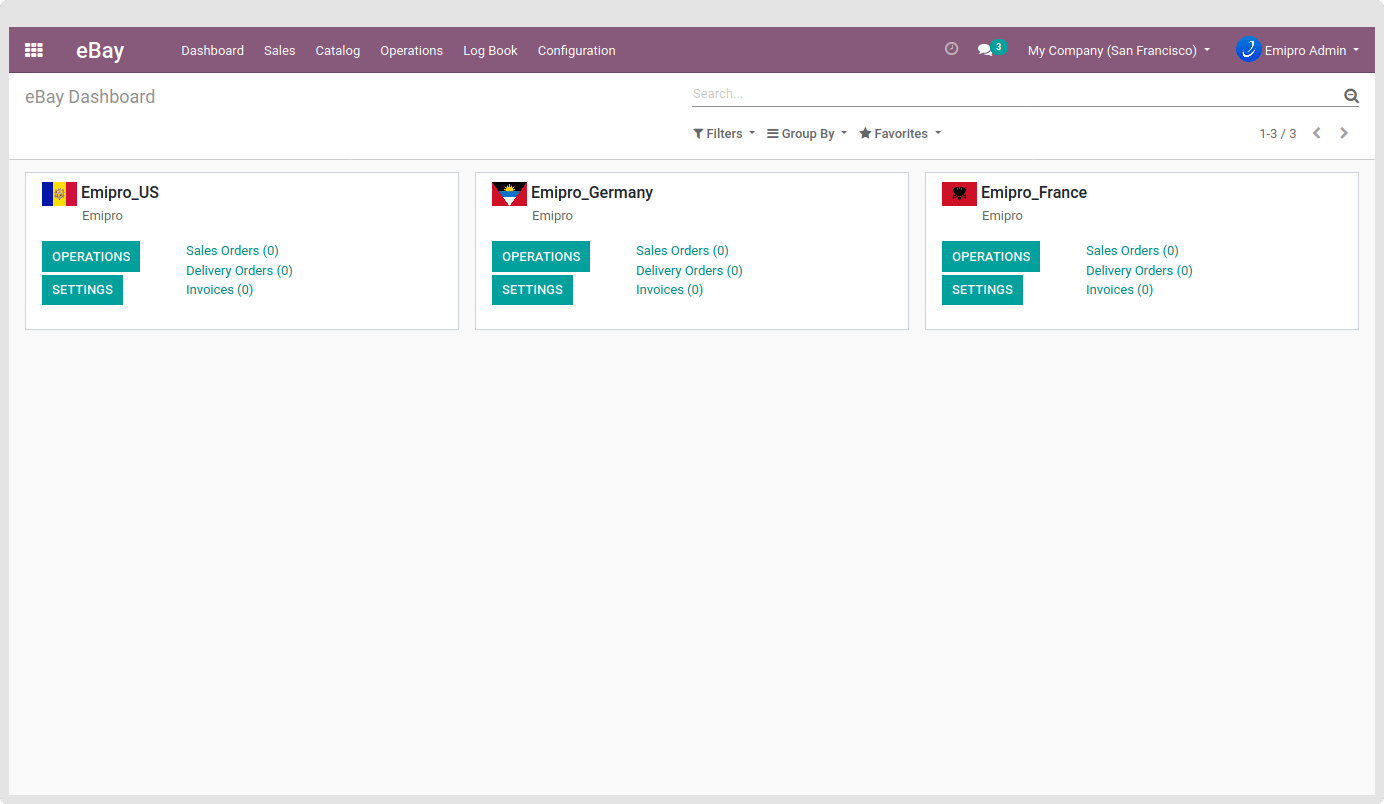 eBay Dashboard Sales Catalog Operations Log Book Configuration 3 My Company (San Francisco) Emipro Admin
eBay Dashboard
Search...
Filters Group By Favorites 1-3 / 3
Emipro_US
Emipro
OPERATIONS
SETTINGS
Sales Orders (0)
Delivery Orders (0)
Invoices (0)
Emipro_Germany
Emipro
OPERATIONS
SETTINGS
Sales Orders (0)
Delivery Orders (0)
Invoices (0)
Emipro_France
Emipro
OPERATIONS
SETTINGS
Sales Orders (0)
Delivery Orders (0)
Invoices (0)